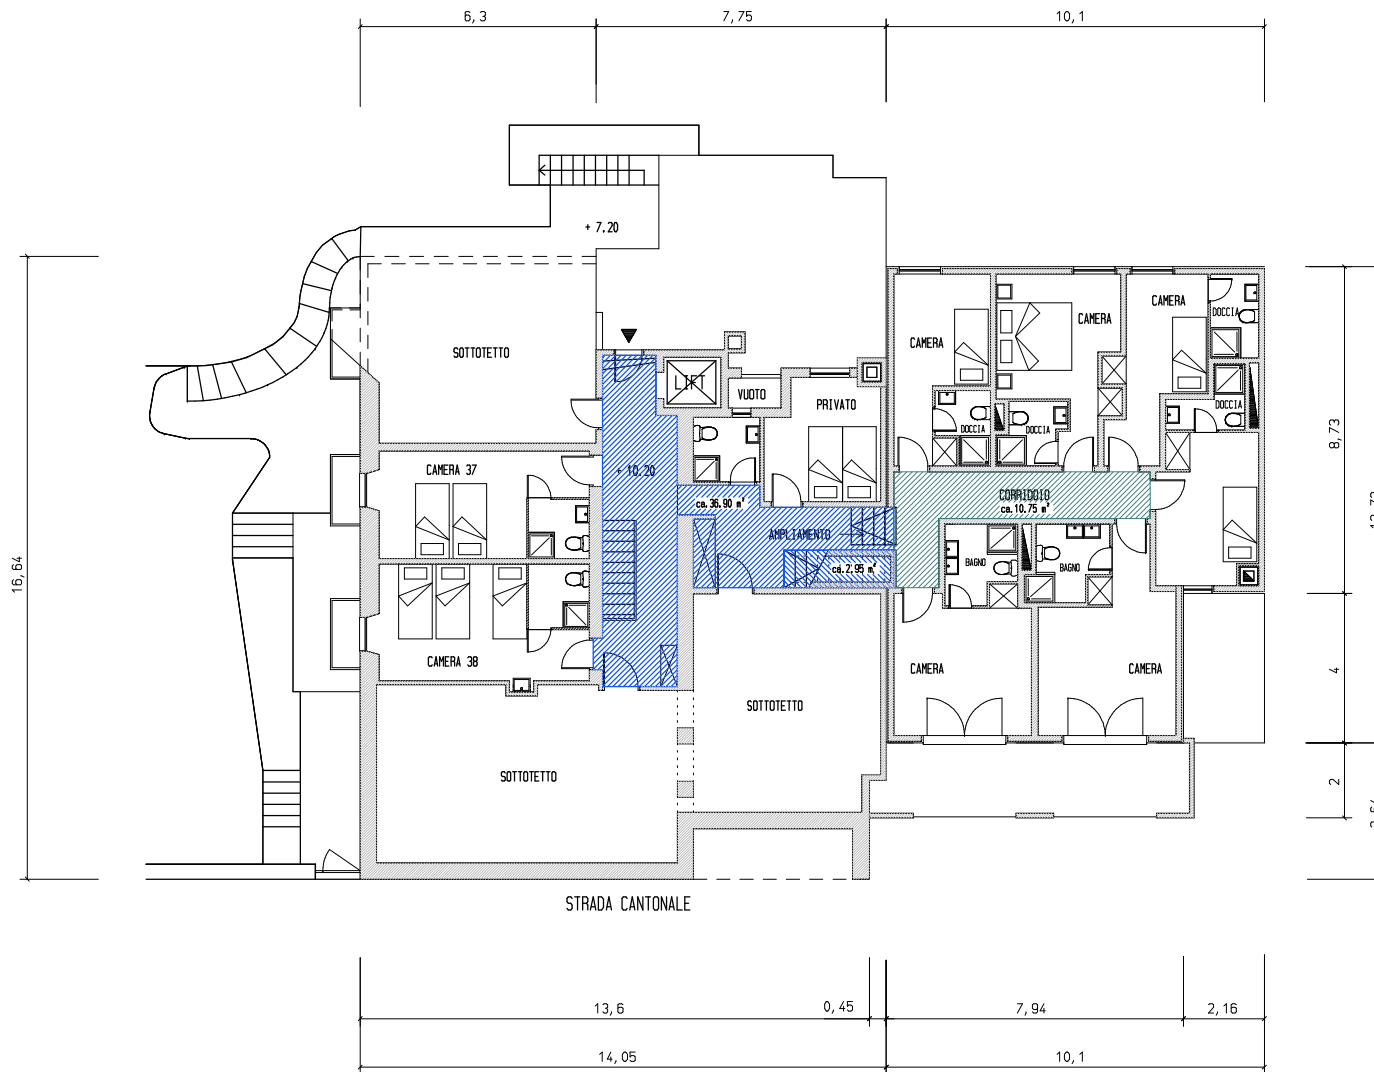 6,3
7,75
10,1
+ 7.20
SOTTOTETTO
LIFT
VUOTO
PRIVATO
CAMERA
CAMERA
CAMERA
DOCCIA
DOCCIA
DOCCIA
DOCCIA
CAMERA 37
+ 10.20
ca.36.90 m²
AMPLIAMENTO
ca.2.95 m²
CORRIDOIO
ca.10.75 m²
BAGNO
BAGNO
CAMERA 38
CAMERA
CAMERA
SOTTOTETTO
SOTTOTETTO
STRADA CANTONALE
16,64
8,73
4
2
13,6
0,45
7,94
2,16
14,05
10,1